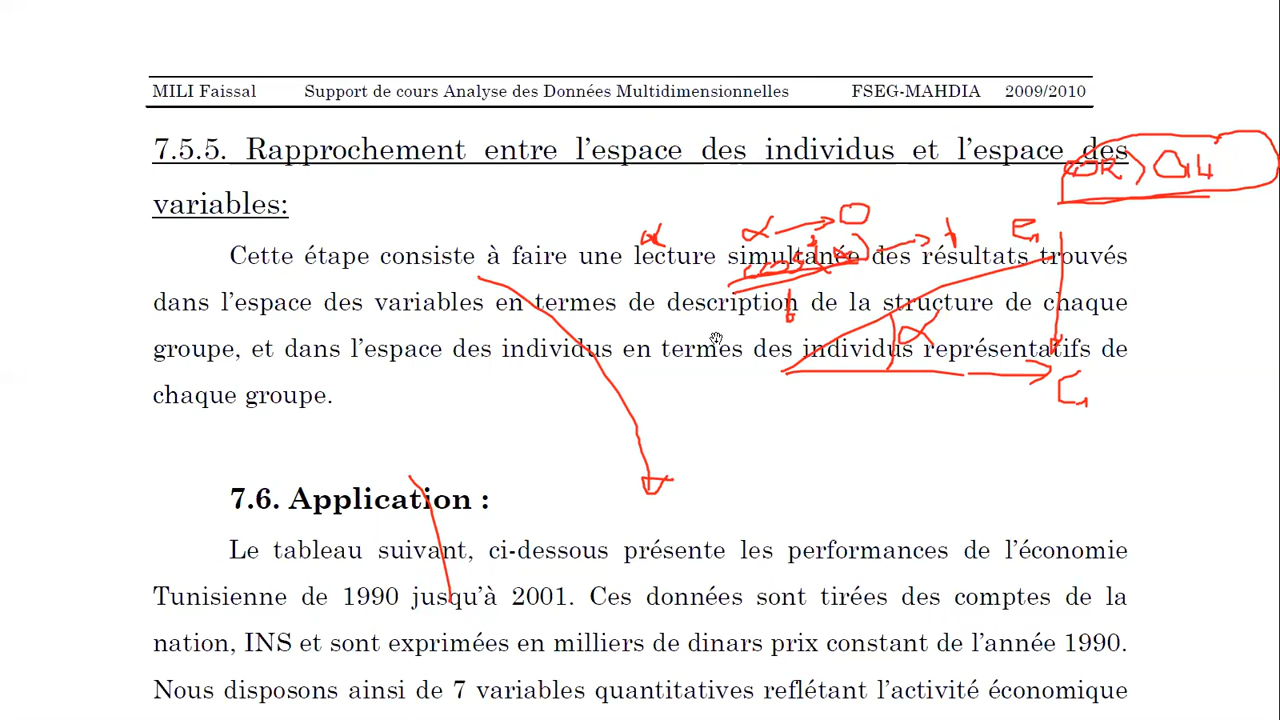 MILI Faissal Support de cours Analyse des Données Multidimensionnelles FSEG-MAHDIA 2009/2010
7.5.5. Rapprochement entre l'espace des individus et l'espace des
variables:
Cette étape consiste à faire une lecture simultanée des résultats trouvés
dans l'espace des variables en termes de description de la structure de chaque
groupe, et dans l'espace des individus en termes des individus représentatifs de
chaque groupe.
α
α → 0
α
7.6. Application :
Le tableau suivant, ci-dessous présente les performances de l'économie
Tunisienne de 1990 jusqu'à 2001. Ces données sont tirées des comptes de la
nation, INS et sont exprimées en milliers de dinars prix constant de l'année 1990.
Nous disposons ainsi de 7 variables quantitatives reflétant l'activité économique